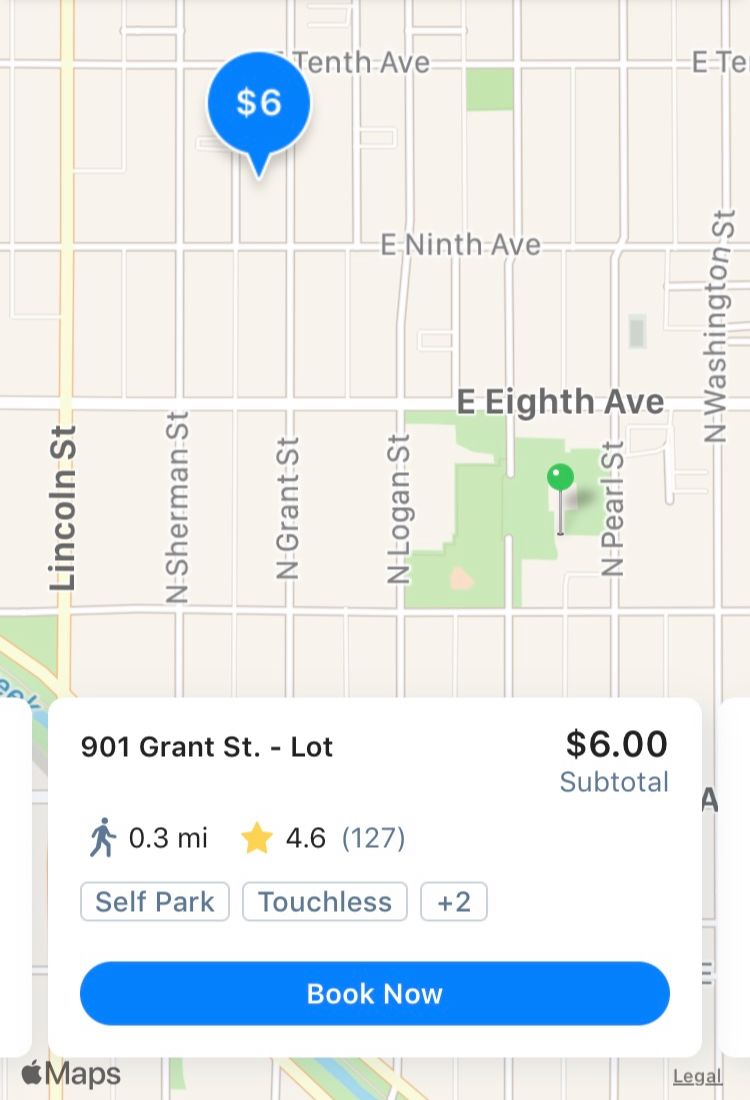 Tenth Ave
E Te
$6
E Ninth Ave
N Washington St
E Eighth Ave
Lincoln St
N Sherman St
N Grant St
N Logan St
N Pearl St
eek
901 Grant St. - Lot
$6.00
Subtotal
A
0.3 mi
4.6 (127)
Self Park
Touchless
+2
E
Book Now
Maps
Legal